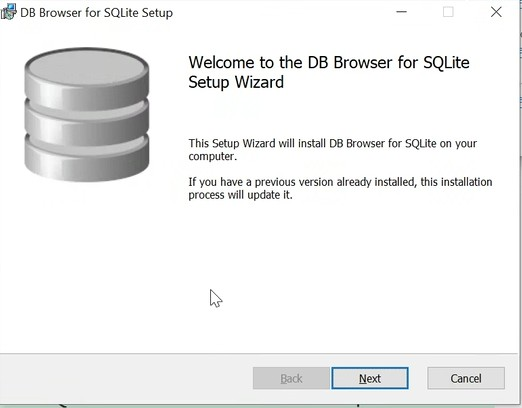 DB Browser for SQLite Setup
Welcome to the DB Browser for SQLite
Setup Wizard
This Setup Wizard will install DB Browser for SQLite on your
computer.
If you have a previous version already installed, this installation
process will update it.
Back
Next
Cancel